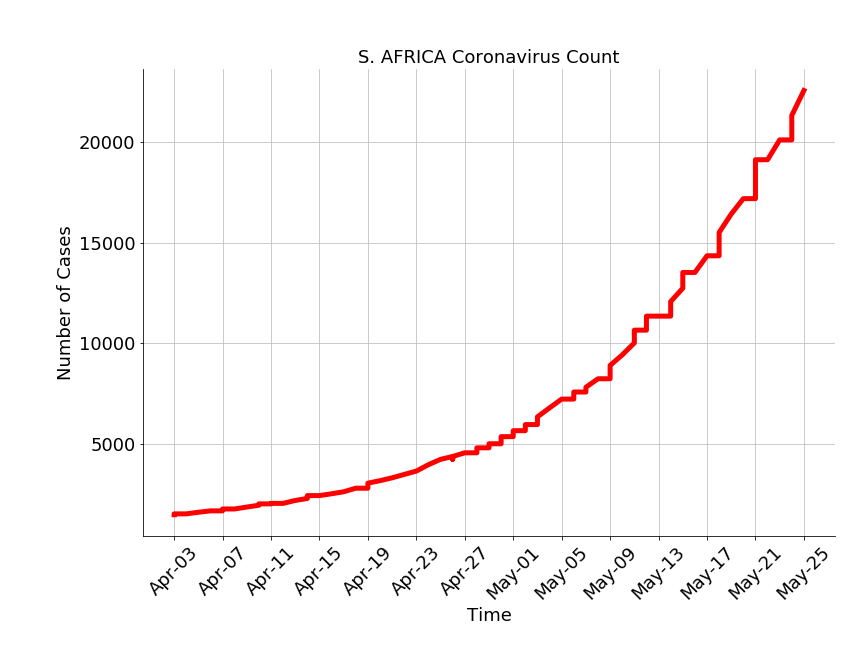 S. AFRICA Coronavirus Count
Number of Cases
20000
15000
10000
5000
Apr-03
Apr-07
Apr-11
Apr-15
Apr-19
Apr-23
Apr-27
May-01
May-05
May-09
May-13
May-17
May-21
May-25
Time